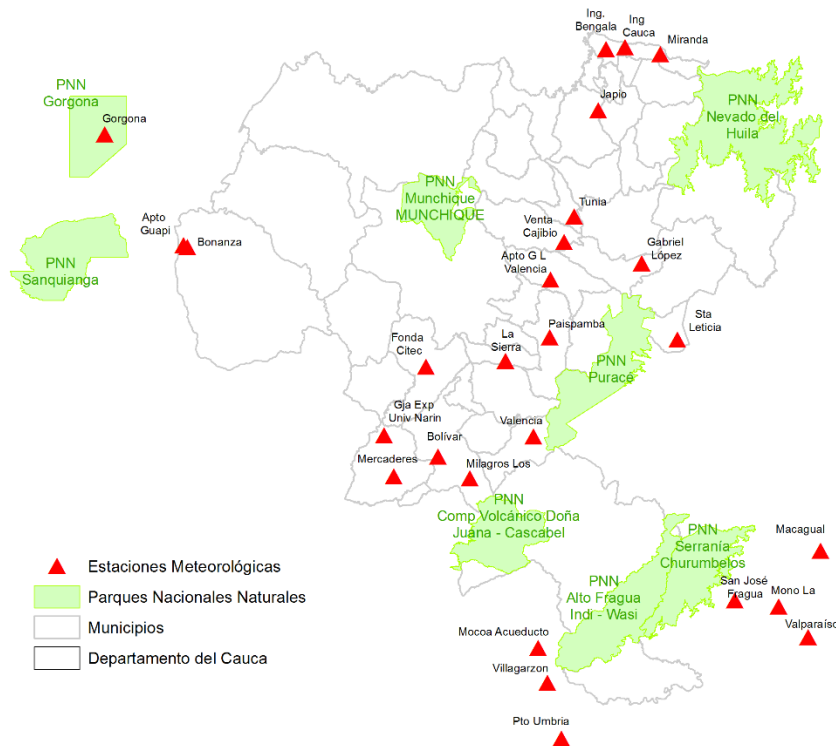 Ing.
Bengala
Ing
Cauca
Miranda
PNN
Gorgona
Gorgona
Japio
PNN
Nevado del
Huila
PNN
Munchique
MUNCHIQUE
Tunia
Apto
Guapi
Bonanza
Venta
Cajibio
Gabriel
López
PNN
Sanquianga
Apto G L
Valencia
Sta
Leticia
Paispamba
La
Sierra
Fonda
Citec
PNN
Puracé
Gja Exp
Univ Narin
Valencia
Bolívar
Mercaderes
Milagros Los
PNN
Comp Volcánico Doña
Juana - Cascabel
PNN
Serranía
Churumbelos
Macagual
Estaciones Meteorológicas
PNN
Alto Fragua
Indi - Wasi
San José
Fragua
Mono La
Parques Nacionales Naturales
Valparaíso
Municipios
Mocoa Acueducto
Departamento del Cauca
Villagarzon
Pto Umbria